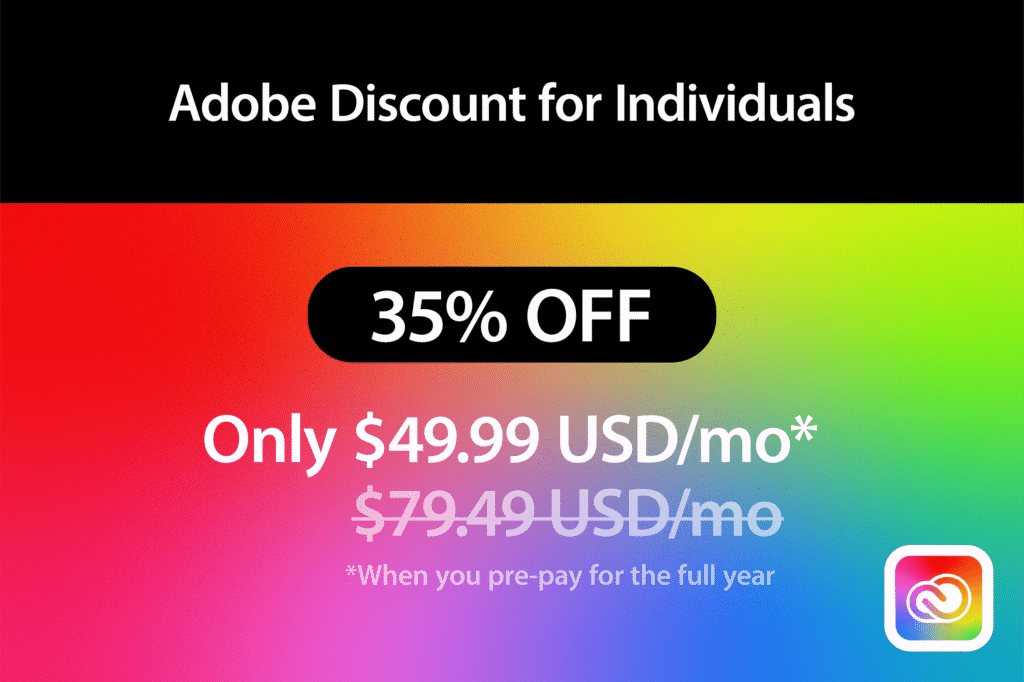 Adobe Discount for Individuals
35% OFF
Only $49.99 USD/mo*
$79.49 USD/mo
*When you pre-pay for the full year